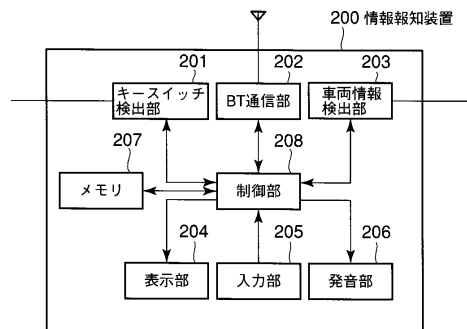 200 情報報知装置
201
202
203
キースイッチ
検出部
BT通信部
車両情報
検出部
207
208
メモリ
制御部
204
205
206
表示部
入力部
発音部